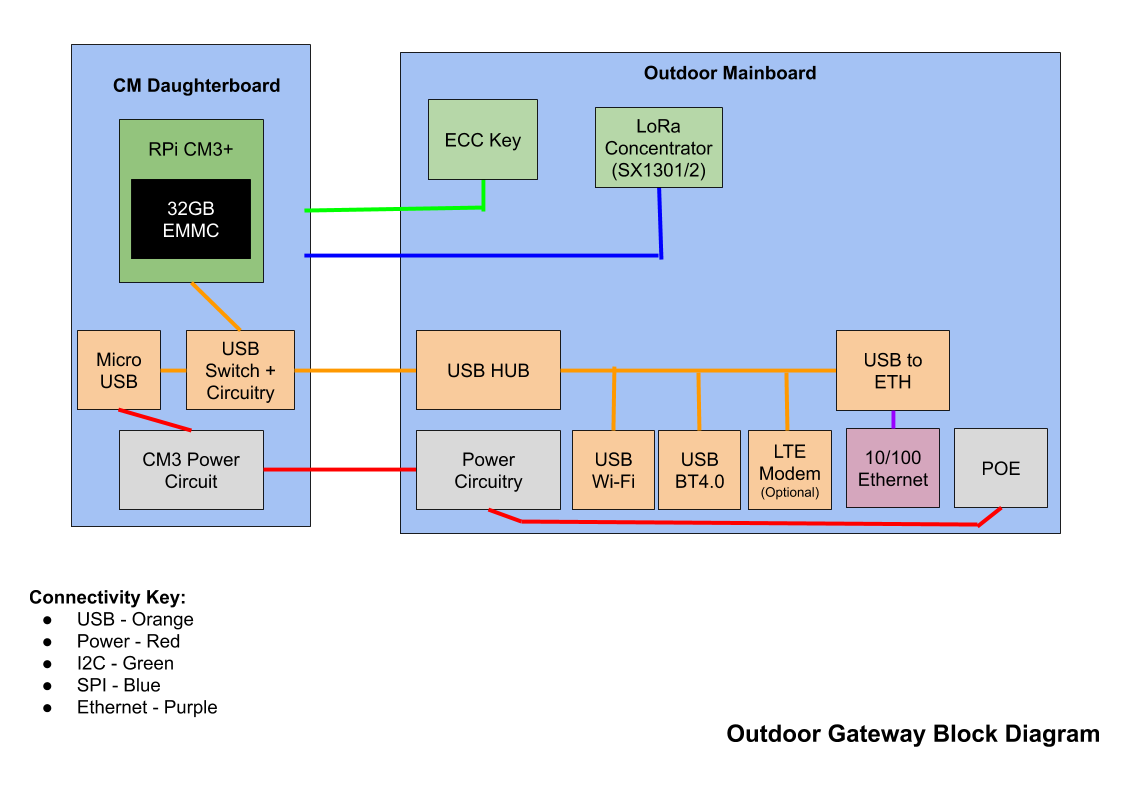 CM Daughterboard
RPi CM3+
32GB
EMMC
Micro
USB
USB
Switch +
Circuitry
CM3 Power
Circuit
Outdoor Mainboard
ECC Key
LoRa
Concentrator
(SX1301/2)
USB HUB
USB to
ETH
Power
Circuitry
USB
Wi-Fi
USB
BT4.0
LTE
Modem
(Optional)
10/100
Ethernet
POE
Connectivity Key:
● USB - Orange
● Power - Red
● I2C - Green
● SPI - Blue
● Ethernet - Purple
Outdoor Gateway Block Diagram